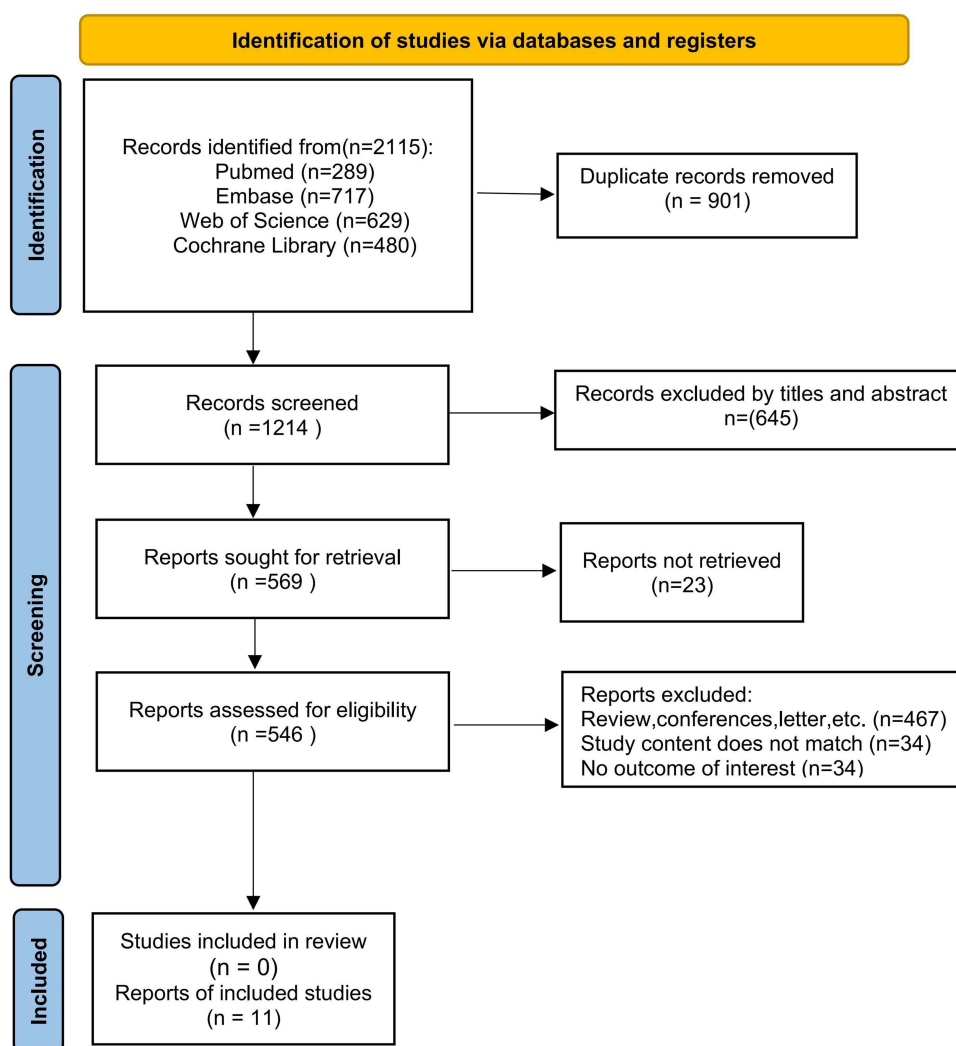 Identification of studies via databases and registers
Identification
Records identified from(n=2115):
Pubmed (n=289)
Embase (n=717)
Web of Science (n=629)
Cochrane Library (n=480)
Duplicate records removed
(n = 901)
Screening
Records screened
(n =1214 )
Records excluded by titles and abstract
n=(645)
Reports sought for retrieval
(n =569 )
Reports not retrieved
(n=23)
Reports assessed for eligibility
(n =546 )
Reports excluded:
Review,conferences,letter,etc. (n=467)
Study content does not match (n=34)
No outcome of interest (n=34)
Included
Studies included in review
(n = 0)
Reports of included studies
(n = 11)